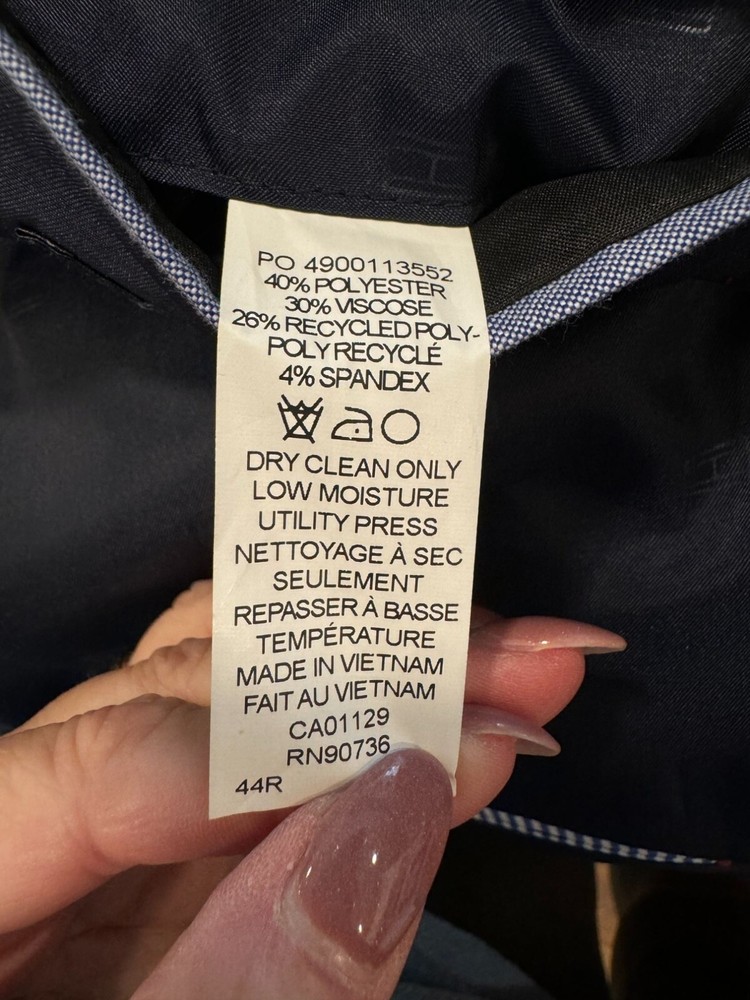 PO 4900113552
40% POLYESTER
30% VISCOSE
26% RECYCLED POLY-
POLY RECYCLÉ
4% SPANDEX
DRY CLEAN ONLY
LOW MOISTURE
UTILITY PRESS
NETTOYAGE À SEC
SEULEMENT
REPASSER À BASSE
TEMPÉRATURE
MADE IN VIETNAM
FAIT AU VIETNAM
CA01129
RN90736
44R